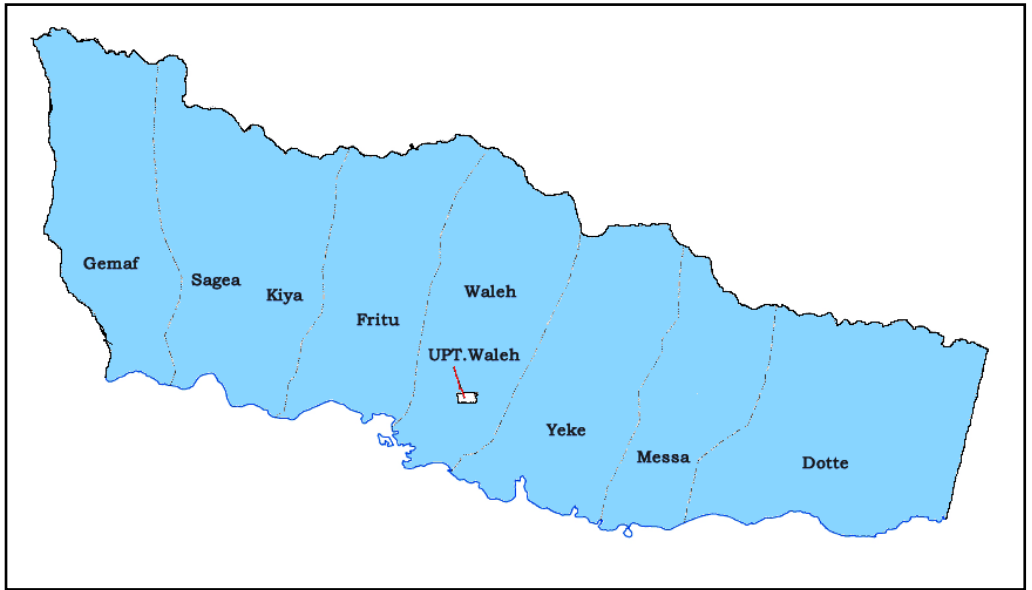 Gemaf
Sagea
Kiya
Fritu
Waleh
UPT.Waleh
Yeke
Messa
Dotte